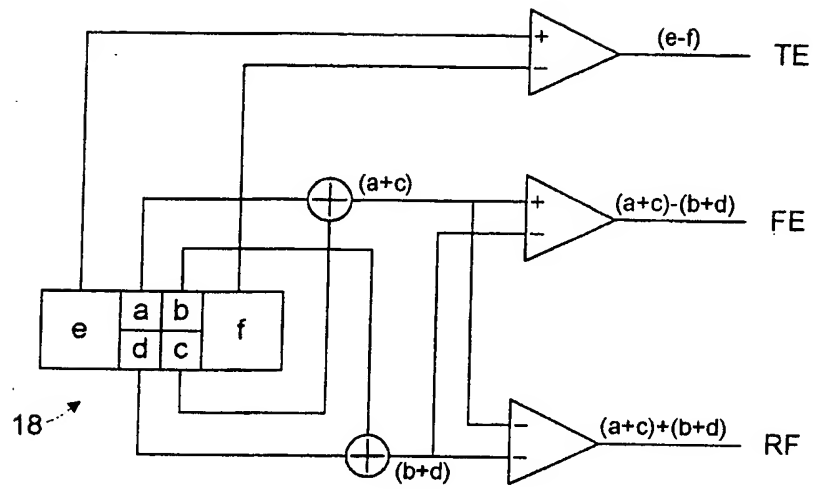 + (e-f) TE
−
(a+c) + (a+c)-(b+d) FE
−
e a b f
d c
18
− (a+c)+(b+d) RF
−
(b+d)